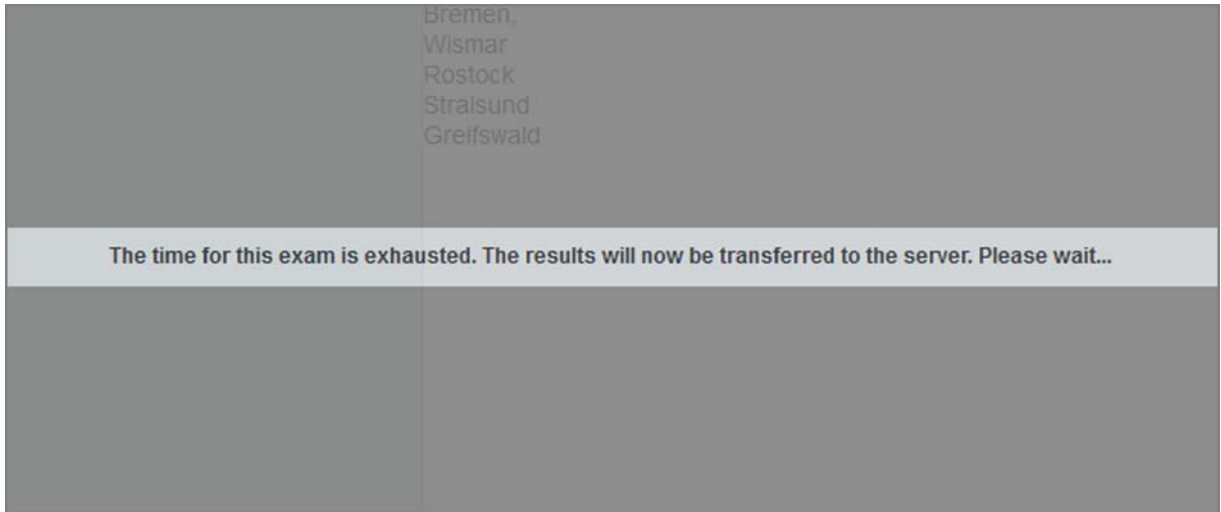 Bremen,
Wismar
Rostock
Stralsund
Greifswald
The time for this exam is exhausted. The results will now be transferred to the server. Please wait...